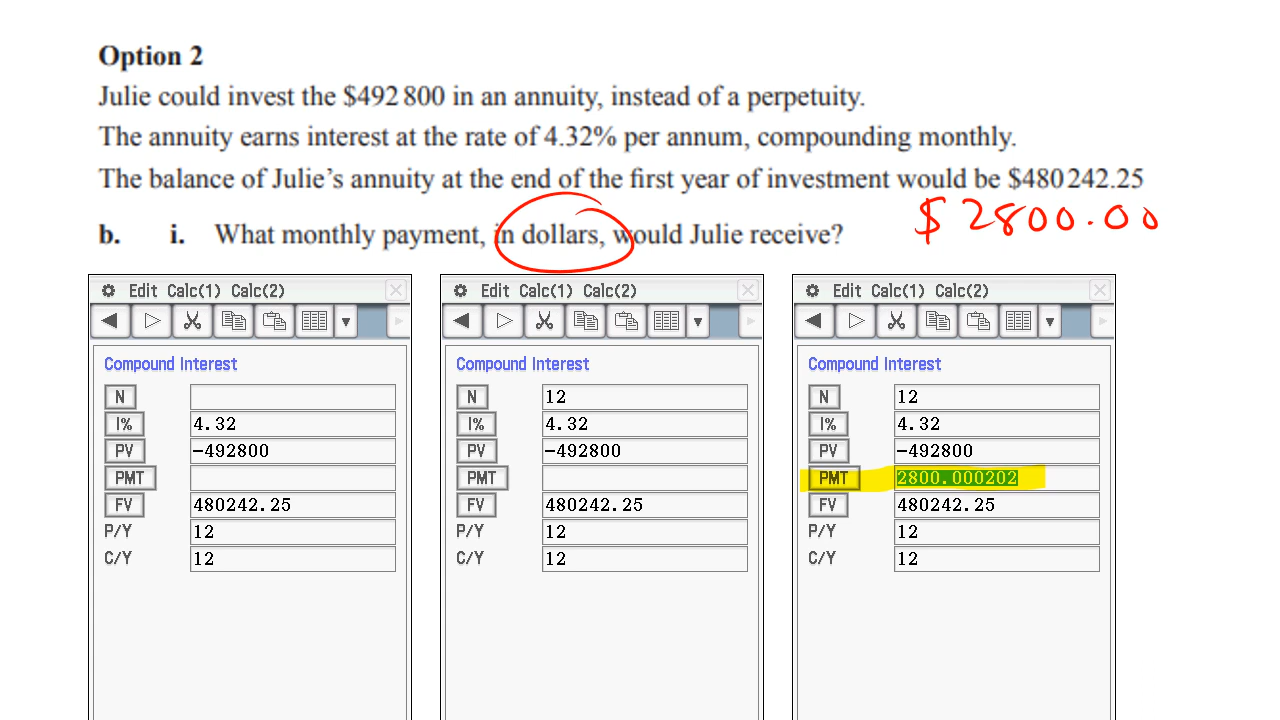 Option 2
Julie could invest the $492 800 in an annuity, instead of a perpetuity.
The annuity earns interest at the rate of 4.32% per annum, compounding monthly.
The balance of Julie's annuity at the end of the first year of investment would be $480 242.25
b. i. What monthly payment, in dollars, would Julie receive?
$2800.00
Edit Calc(1) Calc(2)
Compound Interest
N
I% 4.32
PV -492800
PMT
FV 480242.25
P/Y 12
C/Y 12
Edit Calc(1) Calc(2)
Compound Interest
N 12
I% 4.32
PV -492800
PMT
FV 480242.25
P/Y 12
C/Y 12
Edit Calc(1) Calc(2)
Compound Interest
N 12
I% 4.32
PV -492800
PMT 2800.000202
FV 480242.25
P/Y 12
C/Y 12